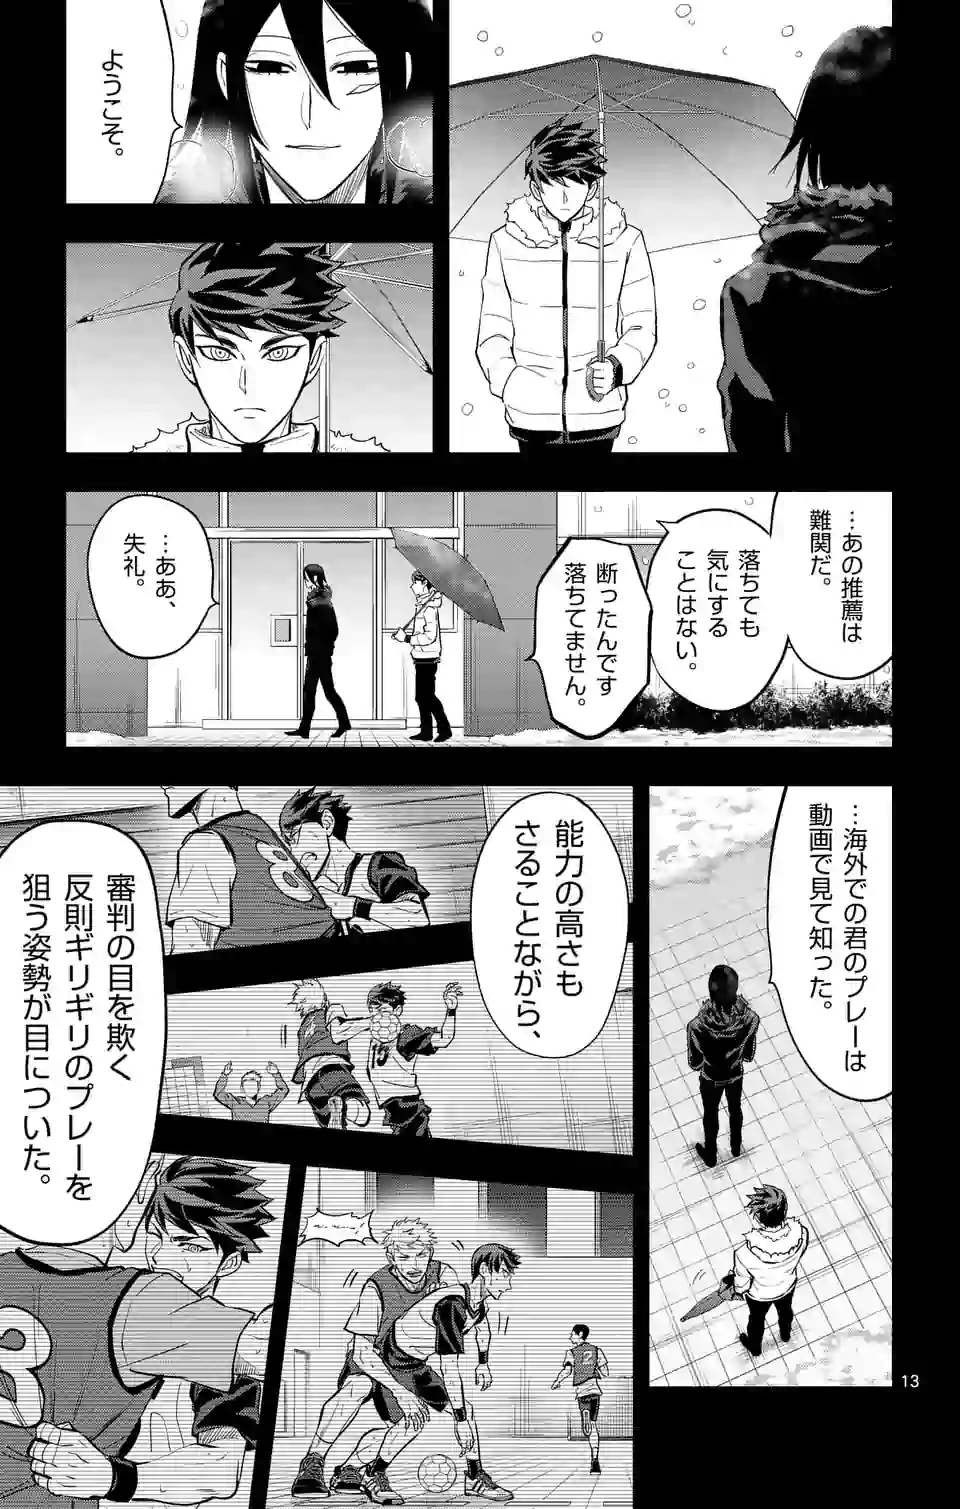 ようこそ。
…あの推薦は
難関だ。
落ちても
気にする
ことはない。
断ったんです
落ちてません。
…ああ、
失礼。
…海外での君のプレーは
動画で見て知った。
能力の高さも
さることながら、
審判の目を欺く
反則ギリギリのプレーを
狙う姿勢が目についた。
13